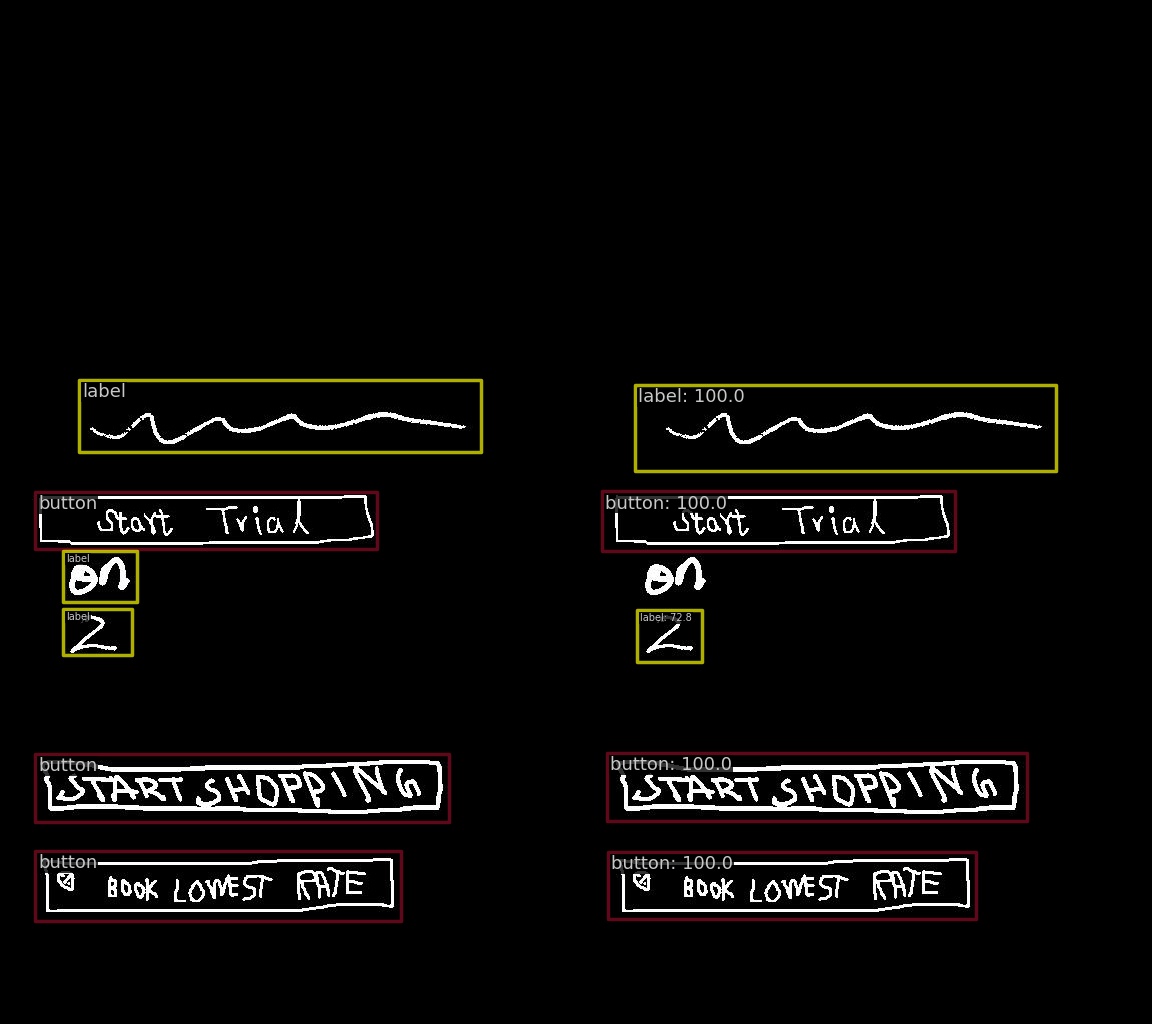 label
label: 100.0
button
Start Trial
button: 100.0
Start Trial
label
on
on
label
2
label: 72.8
2
button
START SHOPPING
button: 100.0
START SHOPPING
button
BOOK LOWEST RATE
button: 100.0
BOOK LOWEST RATE